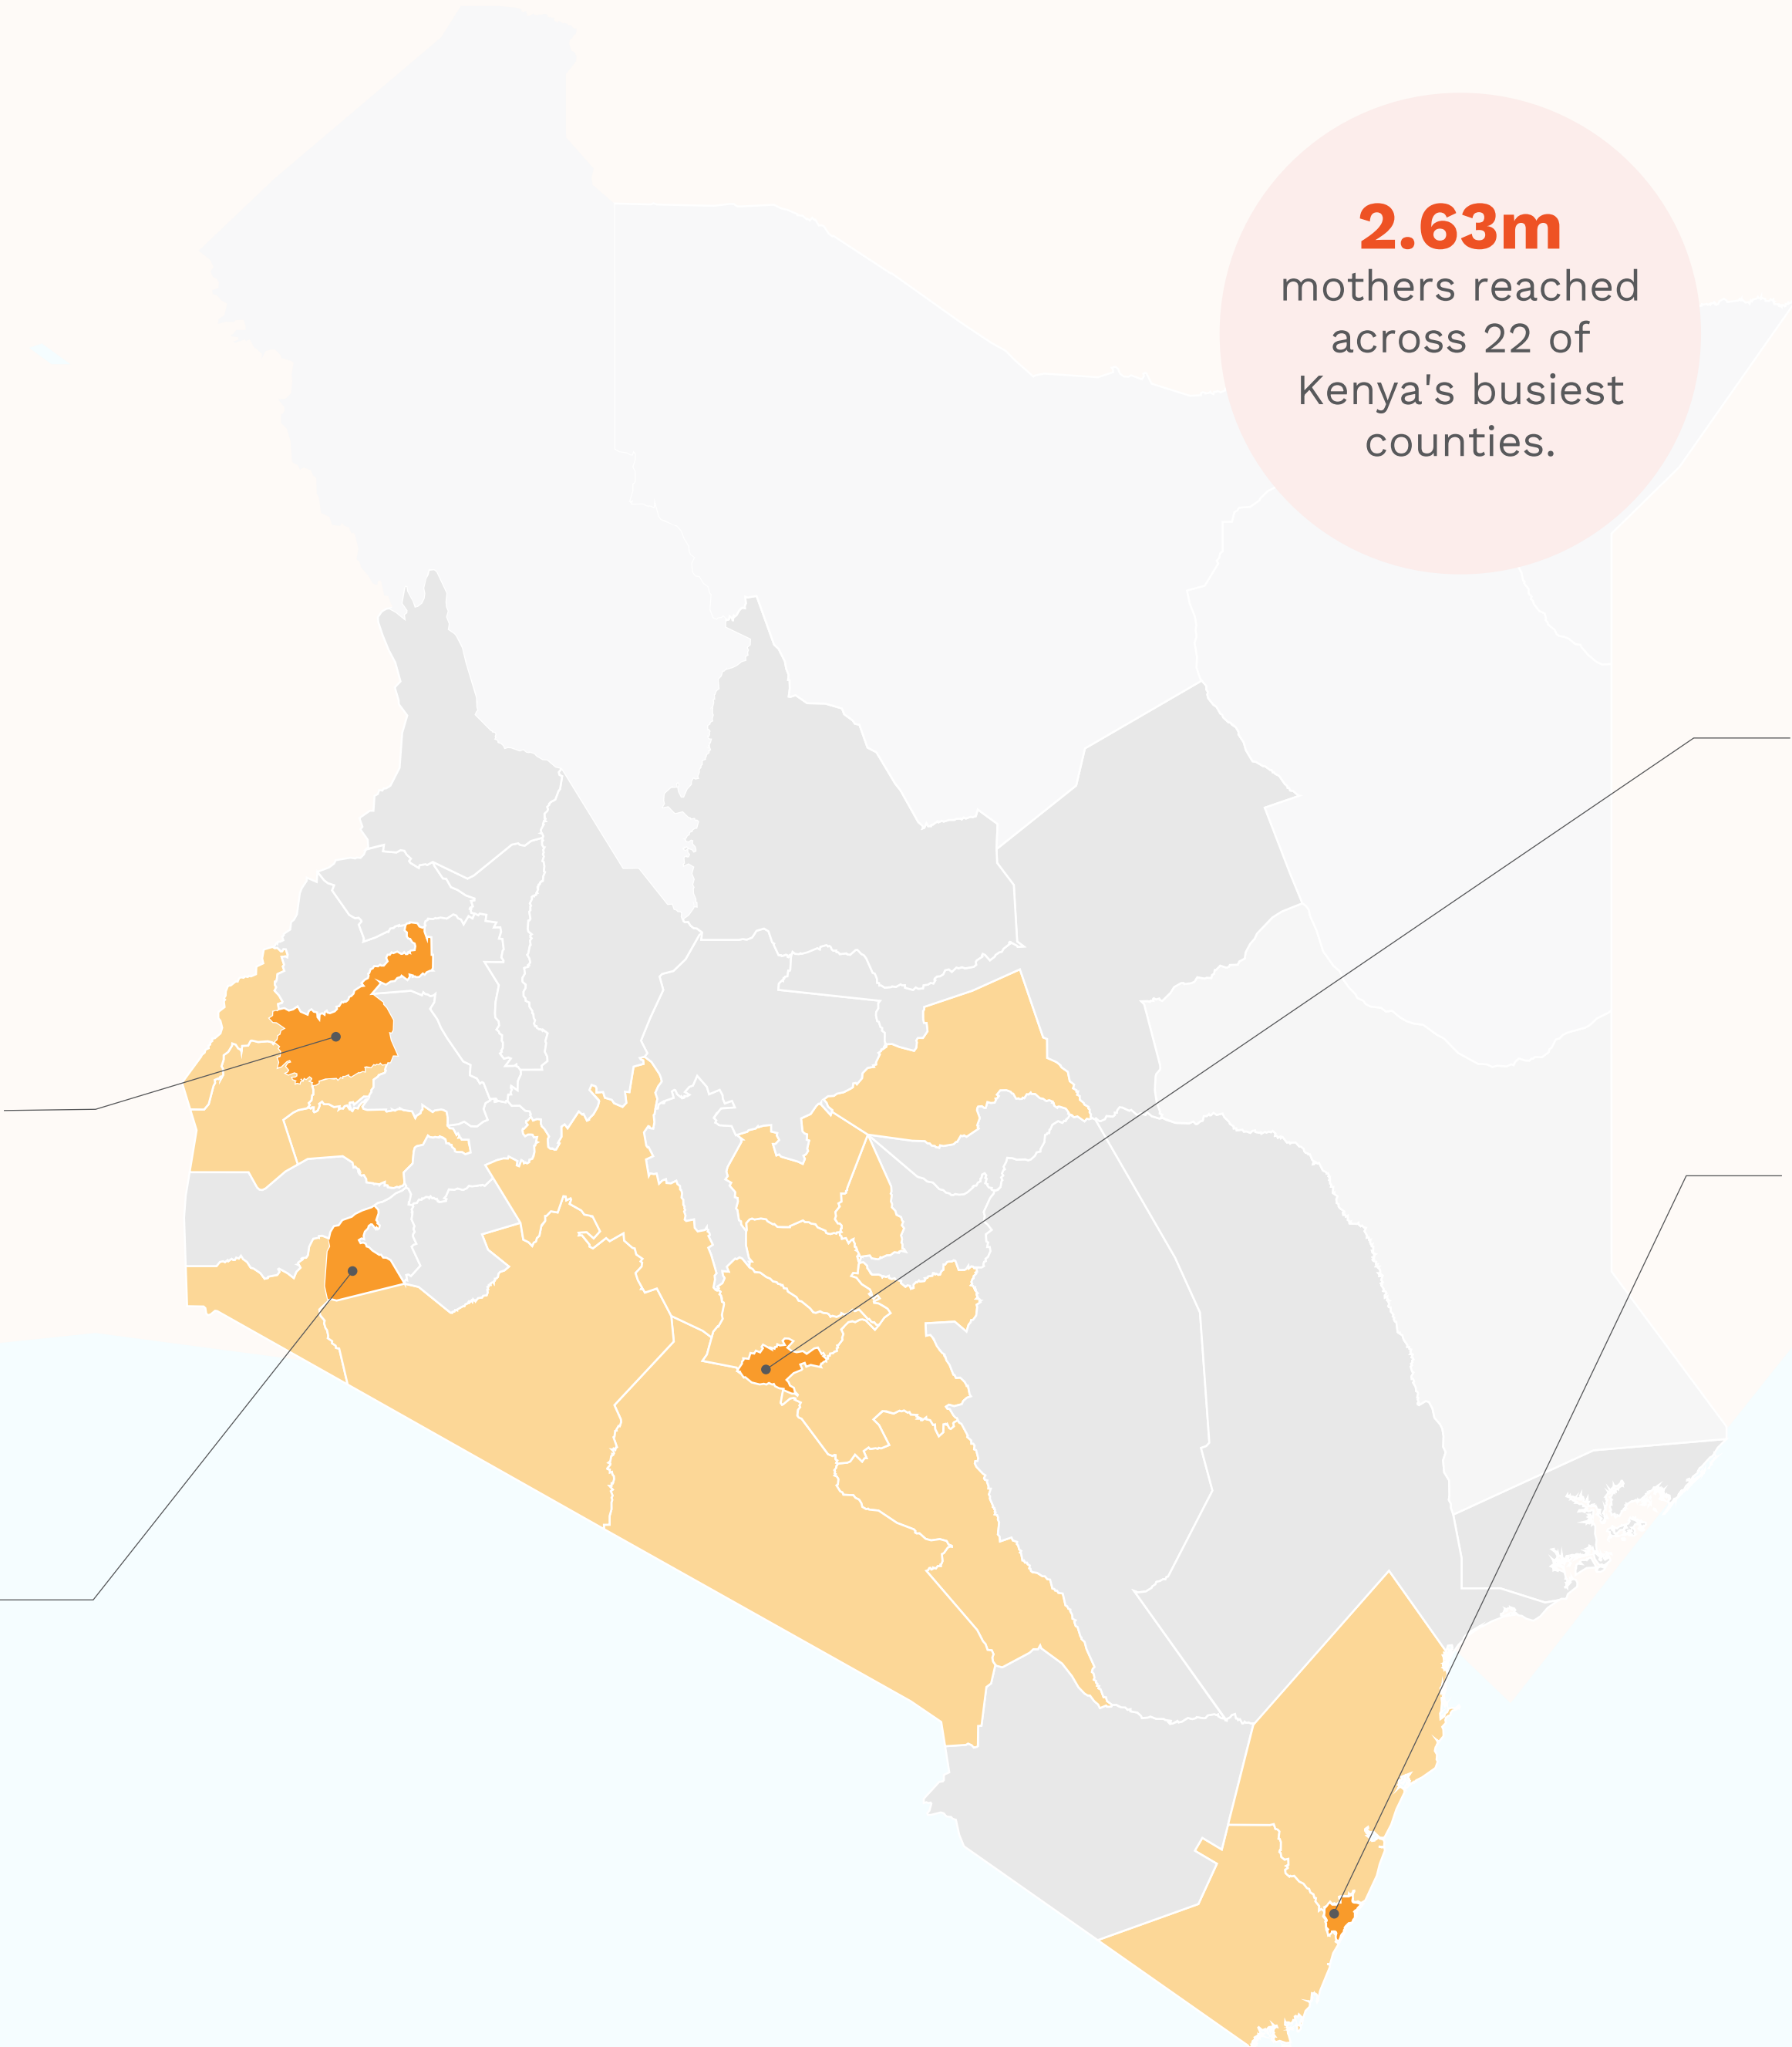 2.63m
mothers reached
across 22 of
Kenya's busiest
counties.